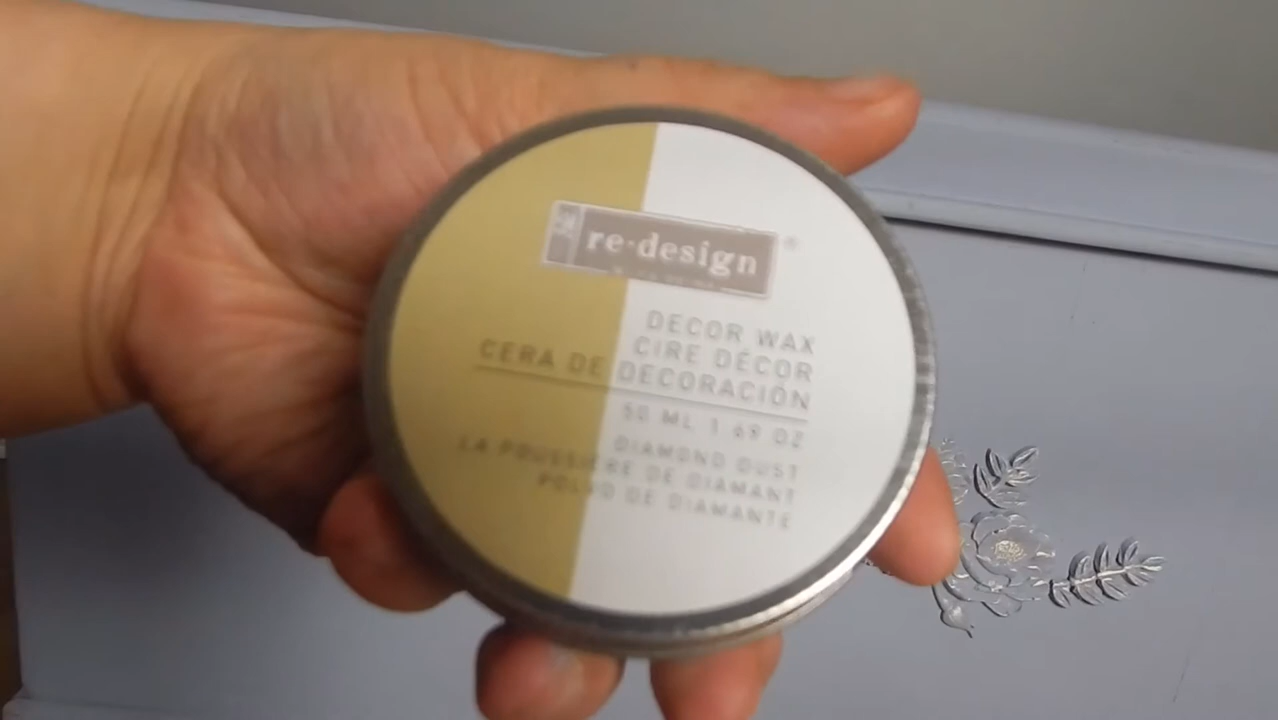 re·design
DECOR WAX
CIRE DÉCOR
CERA DE DECORACIÓN
50 ML 1.69 OZ
DIAMOND DUST
LA POUSSIÈRE DE DIAMANT
POLVO DE DIAMANTE